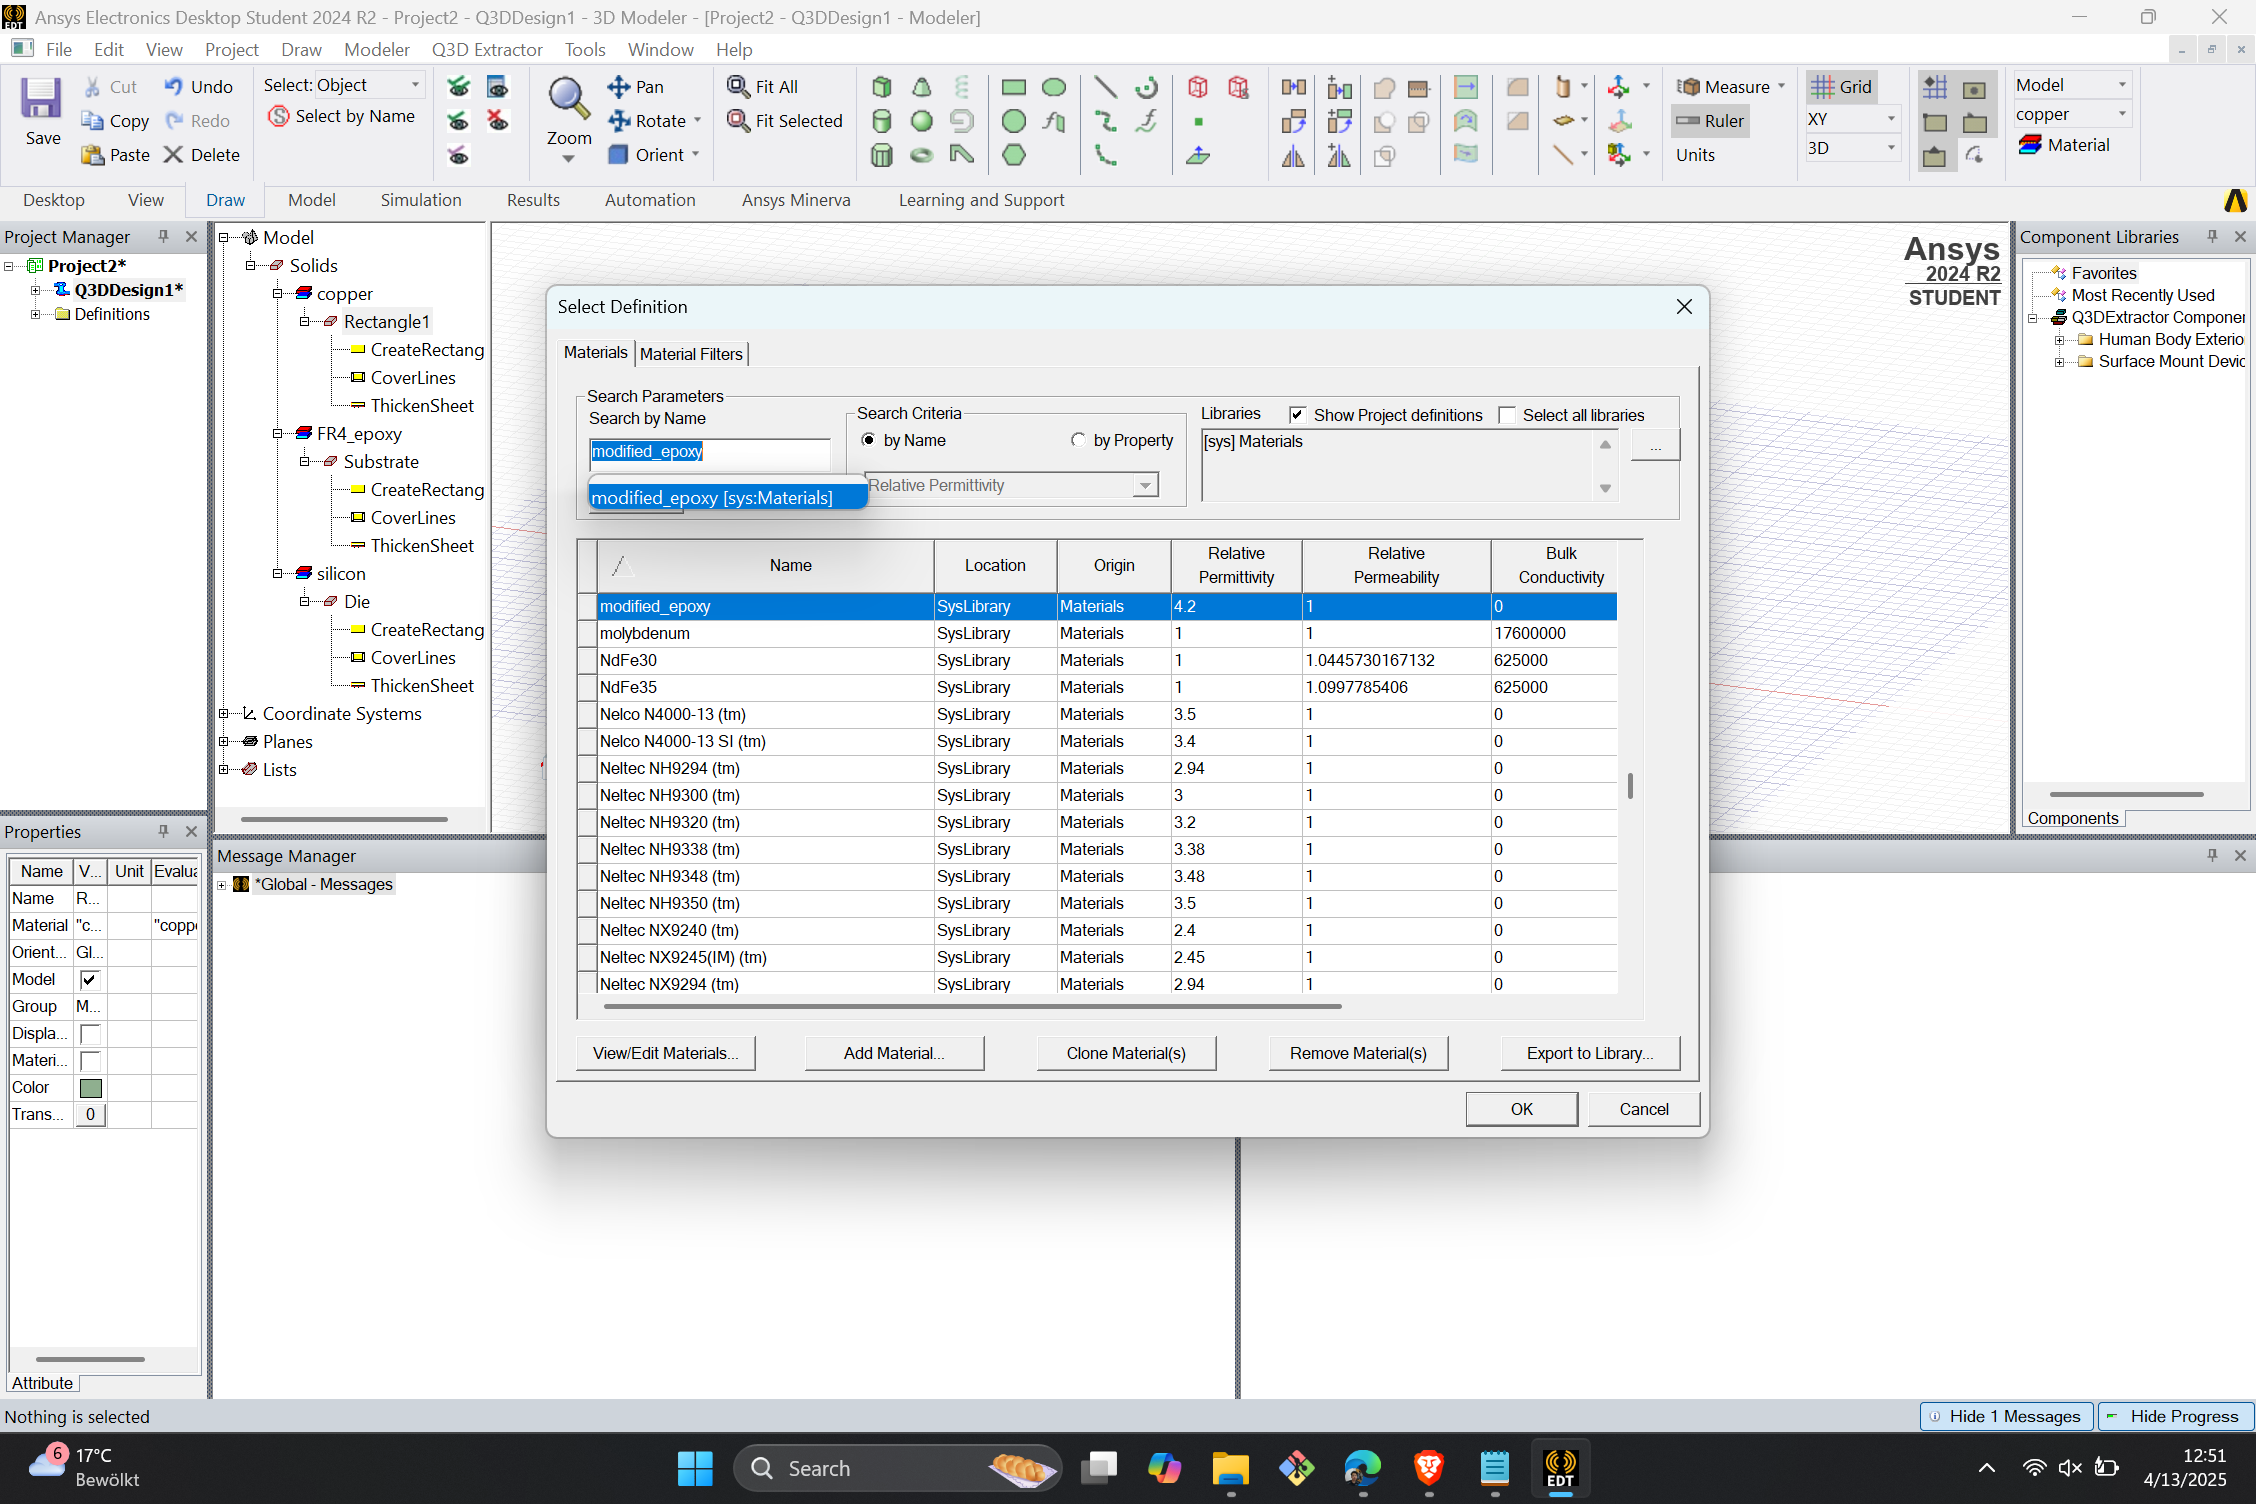 Ansys Electronics Desktop Student 2024 R2 - Project2 - Q3DDesign1 - 3D Modeler - [Project2 - Q3DDesign1 - Modeler]
File Edit View Project Draw Modeler Q3D Extractor Tools Window Help
Save
Cut
Copy
Paste
Undo
Redo
Delete
Select: Object
Select by Name
Zoom
Pan
Rotate
Orient
Fit All
Fit Selected
Measure
Ruler
Units
Grid
XY
3D
Model
copper
Material
Desktop View Draw Model Simulation Results Automation Ansys Minerva Learning and Support
Project Manager
Project2*
Q3DDesign1*
Definitions
Model
Solids
copper
Rectangle1
CreateRectang
CoverLines
ThickenSheet
FR4_epoxy
Substrate
CreateRectang
CoverLines
ThickenSheet
silicon
Die
CreateRectang
CoverLines
ThickenSheet
Coordinate Systems
Planes
Lists
Ansys
2024 R2
STUDENT
Component Libraries
Favorites
Most Recently Used
Q3DExtractor Componer
Human Body Exterio
Surface Mount Devic
Components
Select Definition
Materials Material Filters
Search Parameters
Search by Name
modified_epoxy
modified_epoxy [sys:Materials]
Search Criteria
by Name by Property
Relative Permittivity
Libraries Show Project definitions Select all libraries
[sys] Materials
...
Name Location Origin Relative Permittivity Relative Permeability Bulk Conductivity
modified_epoxy SysLibrary Materials 4.2 1 0
molybdenum SysLibrary Materials 1 1 17600000
NdFe30 SysLibrary Materials 1 1.0445730167132 625000
NdFe35 SysLibrary Materials 1 1.0997785406 625000
Nelco N4000-13 (tm) SysLibrary Materials 3.5 1 0
Nelco N4000-13 SI (tm) SysLibrary Materials 3.4 1 0
Neltec NH9294 (tm) SysLibrary Materials 2.94 1 0
Neltec NH9300 (tm) SysLibrary Materials 3 1 0
Neltec NH9320 (tm) SysLibrary Materials 3.2 1 0
Neltec NH9338 (tm) SysLibrary Materials 3.38 1 0
Neltec NH9348 (tm) SysLibrary Materials 3.48 1 0
Neltec NH9350 (tm) SysLibrary Materials 3.5 1 0
Neltec NX9240 (tm) SysLibrary Materials 2.4 1 0
Neltec NX9245(IM) (tm) SysLibrary Materials 2.45 1 0
Neltec NX9294 (tm) SysLibrary Materials 2.94 1 0
View/Edit Materials... Add Material... Clone Material(s) Remove Material(s) Export to Library...
OK Cancel
Properties
Name V... Unit Evalua
Name R...
Material "c... "coppe
Orient... Gl...
Model
Group M...
Displa...
Materi...
Color
Trans... 0
Attribute
Message Manager
*Global - Messages
Nothing is selected
Hide 1 Messages Hide Progress
6
17°C
Bewölkt
Search
EDT
12:51
4/13/2025